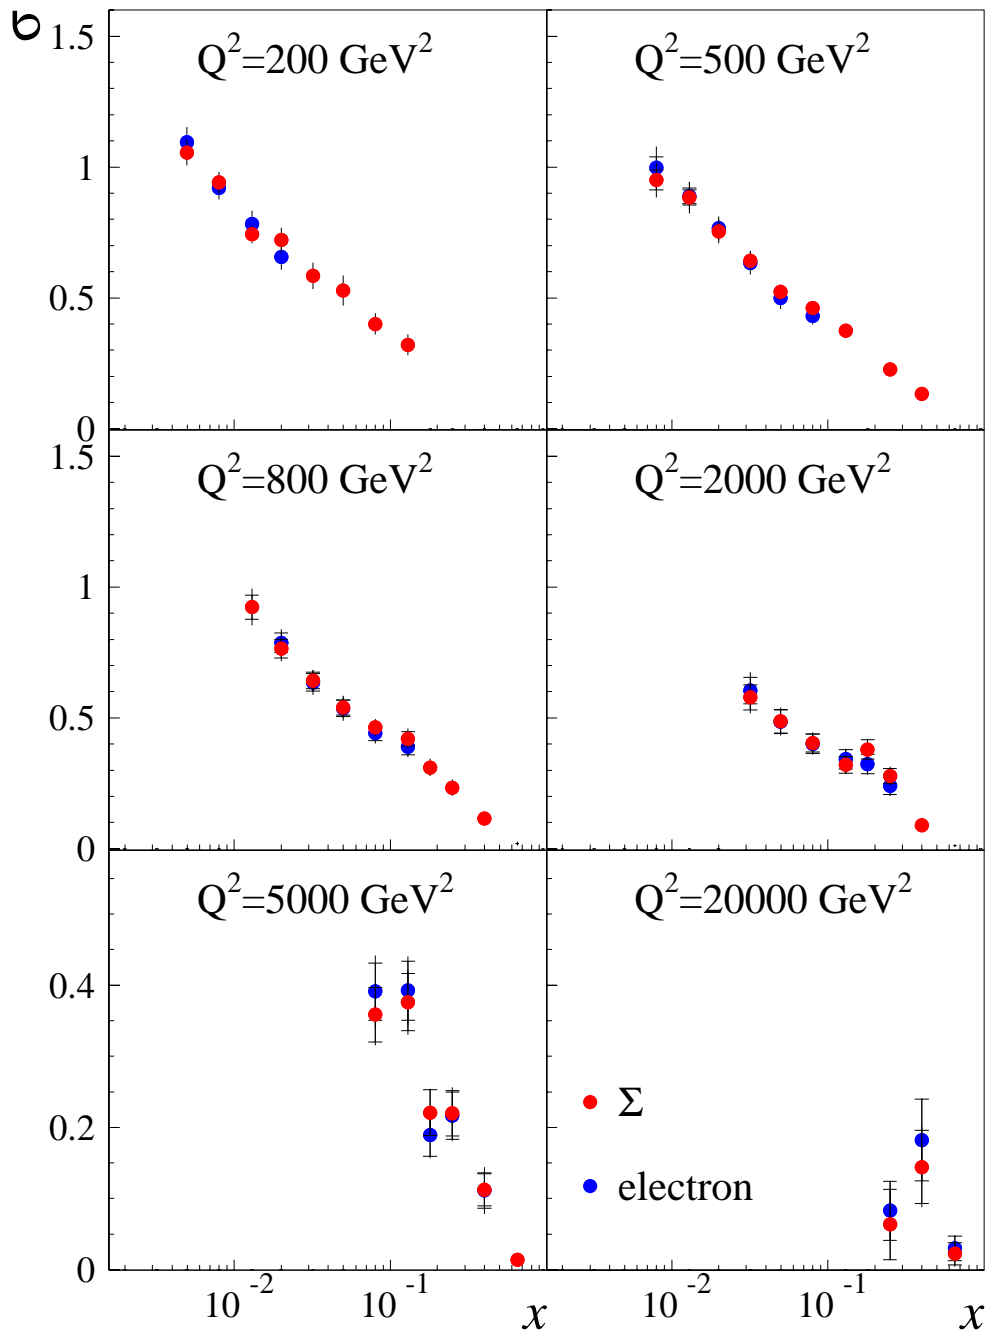 σ
1.5
1
0.5
0
Q²=200 GeV²
Q²=500 GeV²
1.5
1
0.5
0
Q²=800 GeV²
Q²=2000 GeV²
0.4
0.2
0
Q²=5000 GeV²
Q²=20000 GeV²
Σ
electron
10⁻² 10⁻¹ x
10⁻² 10⁻¹ x